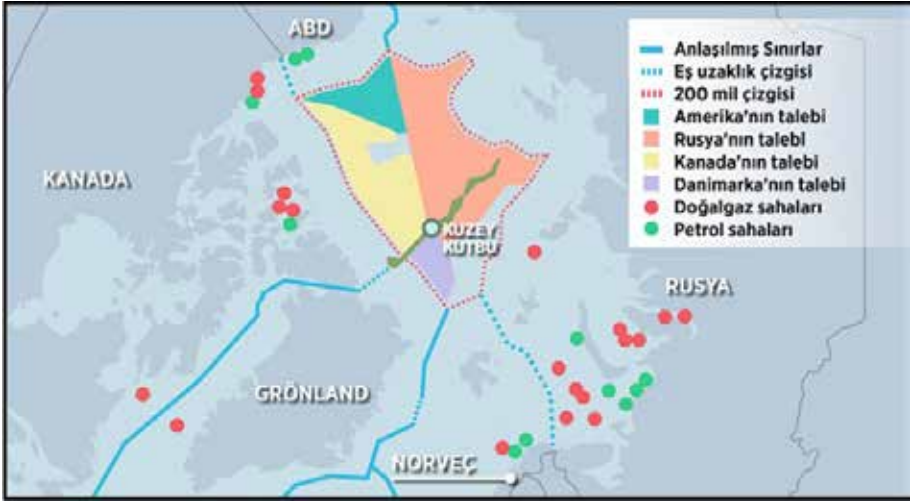 ABD
KANADA
KUZEY
KUTBU
RUSYA
GRÖNLAND
NORVEÇ
Anlaşılmış Sınırlar
Eş uzaklık çizgisi
200 mil çizgisi
Amerika'nın talebi
Rusya'nın talebi
Kanada'nın talebi
Danimarka'nın talebi
Doğalgaz sahaları
Petrol sahaları